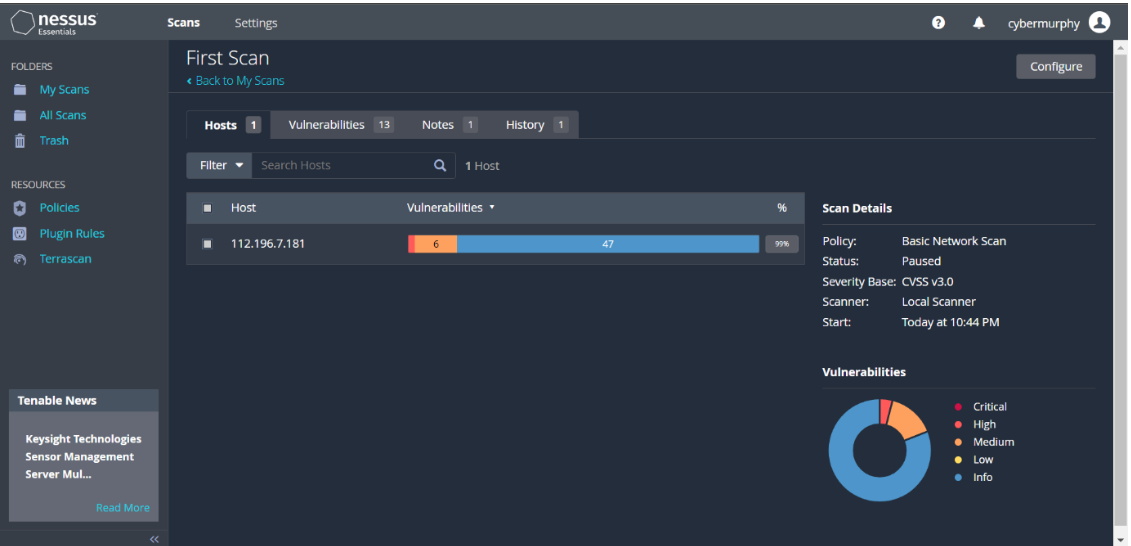 nessus
Essentials
Scans Settings
cybermurphy
FOLDERS
My Scans
All Scans
Trash
RESOURCES
Policies
Plugin Rules
Terrascan
Tenable News
Keysight Technologies
Sensor Management
Server Mul...
Read More
First Scan
Back to My Scans
Configure
Hosts 1 Vulnerabilities 13 Notes 1 History 1
Filter Search Hosts 1 Host
Host Vulnerabilities %
112.196.7.181 6 47 99%
Scan Details
Policy: Basic Network Scan
Status: Paused
Severity Base: CVSS v3.0
Scanner: Local Scanner
Start: Today at 10:44 PM
Vulnerabilities
Critical
High
Medium
Low
Info